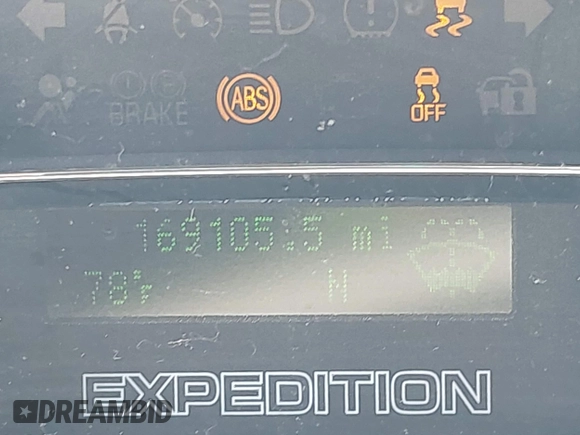 BRAKE
ABS
OFF
169105.5 mi
78°F N
EXPEDITION
DREAMBID